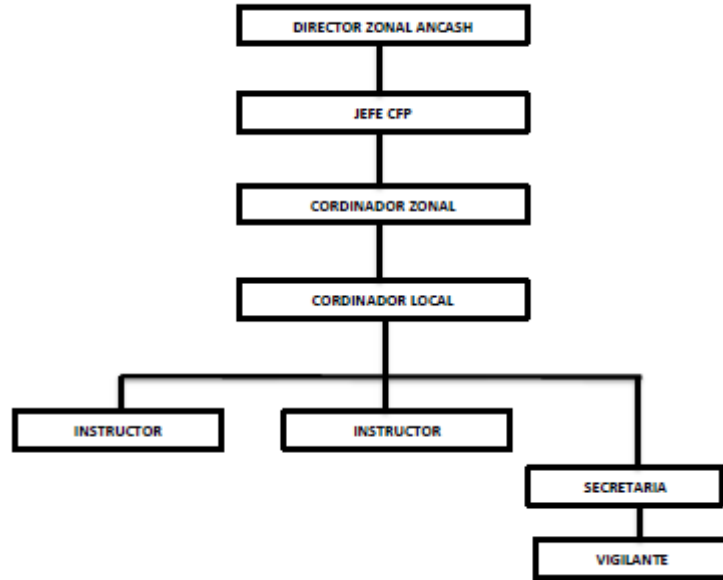 DIRECTOR ZONAL ANCASH
JEFE CFP
CORDINADOR ZONAL
CORDINADOR LOCAL
INSTRUCTOR
INSTRUCTOR
SECRETARIA
VIGILANTE